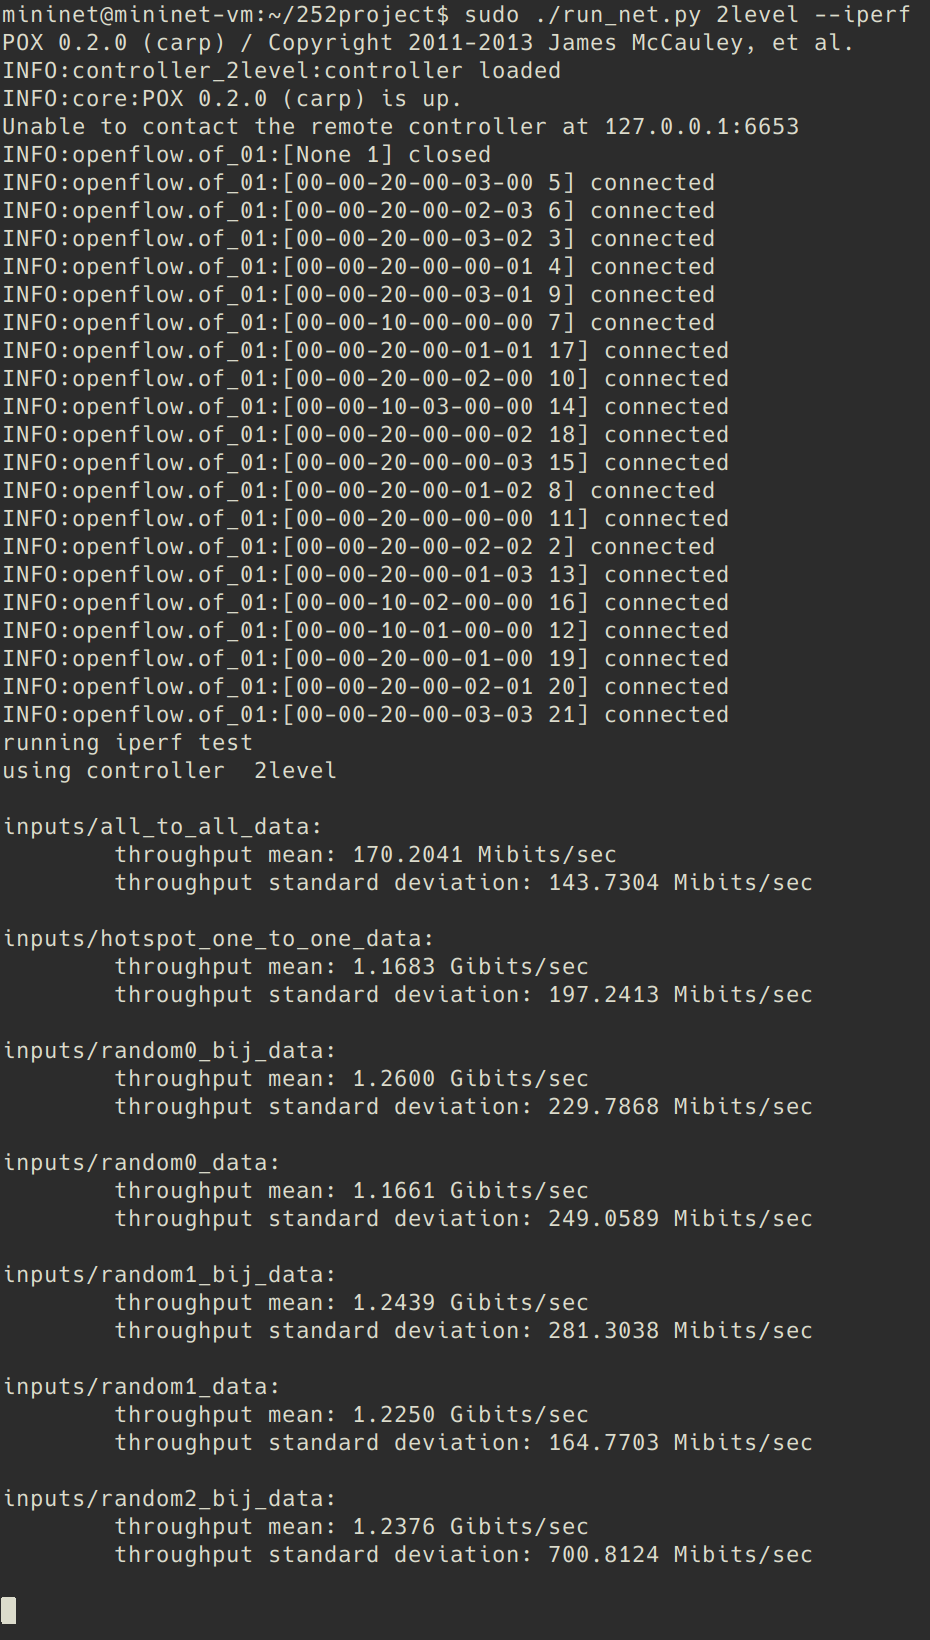 mininet@mininet-vm:~/252project$ sudo ./run_net.py 2level --iperf
POX 0.2.0 (carp) / Copyright 2011-2013 James McCauley, et al.
INFO:controller_2level:controller loaded
INFO:core:POX 0.2.0 (carp) is up.
Unable to contact the remote controller at 127.0.0.1:6653
INFO:openflow.of_01:[None 1] closed
INFO:openflow.of_01:[00-00-20-00-03-00 5] connected
INFO:openflow.of_01:[00-00-20-00-02-03 6] connected
INFO:openflow.of_01:[00-00-20-00-03-02 3] connected
INFO:openflow.of_01:[00-00-20-00-00-01 4] connected
INFO:openflow.of_01:[00-00-20-00-03-01 9] connected
INFO:openflow.of_01:[00-00-10-00-00-00 7] connected
INFO:openflow.of_01:[00-00-20-00-01-01 17] connected
INFO:openflow.of_01:[00-00-20-00-02-00 10] connected
INFO:openflow.of_01:[00-00-10-03-00-00 14] connected
INFO:openflow.of_01:[00-00-20-00-00-02 18] connected
INFO:openflow.of_01:[00-00-20-00-00-03 15] connected
INFO:openflow.of_01:[00-00-20-00-01-02 8] connected
INFO:openflow.of_01:[00-00-20-00-00-00 11] connected
INFO:openflow.of_01:[00-00-20-00-02-02 2] connected
INFO:openflow.of_01:[00-00-20-00-01-03 13] connected
INFO:openflow.of_01:[00-00-10-02-00-00 16] connected
INFO:openflow.of_01:[00-00-10-01-00-00 12] connected
INFO:openflow.of_01:[00-00-20-00-01-00 19] connected
INFO:openflow.of_01:[00-00-20-00-02-01 20] connected
INFO:openflow.of_01:[00-00-20-00-03-03 21] connected
running iperf test
using controller  2level

inputs/all_to_all_data:
        throughput mean: 170.2041 Mibits/sec
        throughput standard deviation: 143.7304 Mibits/sec

inputs/hotspot_one_to_one_data:
        throughput mean: 1.1683 Gibits/sec
        throughput standard deviation: 197.2413 Mibits/sec

inputs/random0_bij_data:
        throughput mean: 1.2600 Gibits/sec
        throughput standard deviation: 229.7868 Mibits/sec

inputs/random0_data:
        throughput mean: 1.1661 Gibits/sec
        throughput standard deviation: 249.0589 Mibits/sec

inputs/random1_bij_data:
        throughput mean: 1.2439 Gibits/sec
        throughput standard deviation: 281.3038 Mibits/sec

inputs/random1_data:
        throughput mean: 1.2250 Gibits/sec
        throughput standard deviation: 164.7703 Mibits/sec

inputs/random2_bij_data:
        throughput mean: 1.2376 Gibits/sec
        throughput standard deviation: 700.8124 Mibits/sec